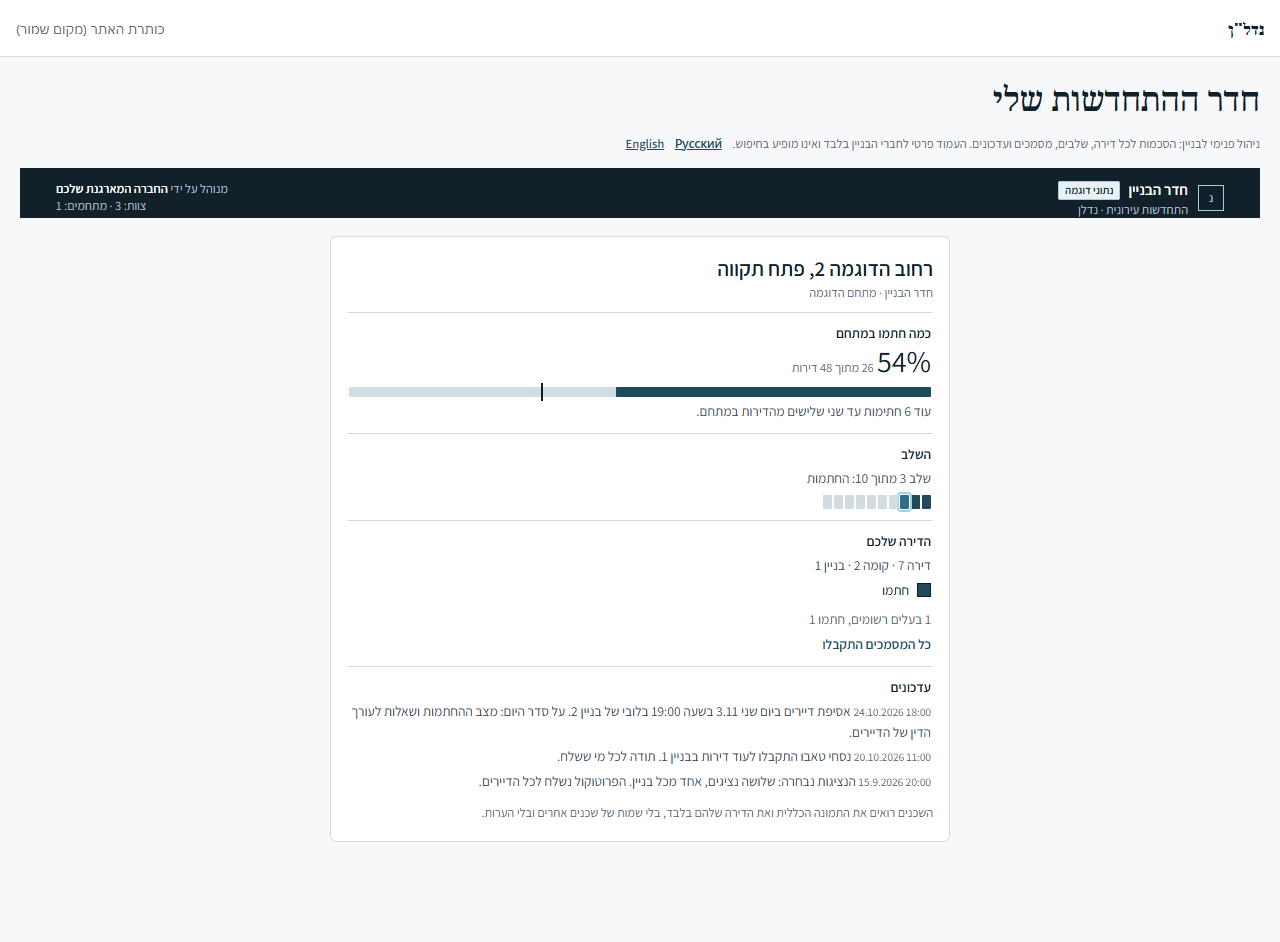 נדל״ן
כותרת האתר (מקום שמור)
חדר ההתחדשות שלי
ניהול פנימי לבניין: הסכמות לכל דירה, שלבים, מסמכים ועדכונים. העמוד פרטי לחברי הבניין בלבד ואינו מופיע בחיפוש. Русский English
נ
חדר הבניין נתוני דוגמה
התחדשות עירונית · נדלן
מנוהל על ידי החברה המארגנת שלכם
צוות: 3 · מתחמים: 1
רחוב הדוגמה 2, פתח תקווה
חדר הבניין · מתחם הדוגמה
כמה חתמו במתחם
54% 26 מתוך 48 דירות
עוד 6 חתימות עד שני שלישים מהדירות במתחם.
השלב
שלב 3 מתוך 10: החתמות
הדירה שלכם
דירה 7 · קומה 2 · בניין 1
חתמו
1 בעלים רשומים, חתמו 1
כל המסמכים התקבלו
עדכונים
24.10.2026 18:00 אסיפת דיירים ביום שני 3.11 בשעה 19:00 בלובי של בניין 2. על סדר היום: מצב ההחתמות ושאלות לעורך
הדין של הדיירים.
20.10.2026 11:00 נסחי טאבו התקבלו לעוד דירות בבניין 1. תודה לכל מי ששלח.
15.9.2026 20:00 הנציגות נבחרה: שלושה נציגים, אחד מכל בניין. הפרוטוקול נשלח לכל הדיירים.
השכנים רואים את התמונה הכללית ואת הדירה שלהם בלבד, בלי שמות של שכנים אחרים ובלי הערות.